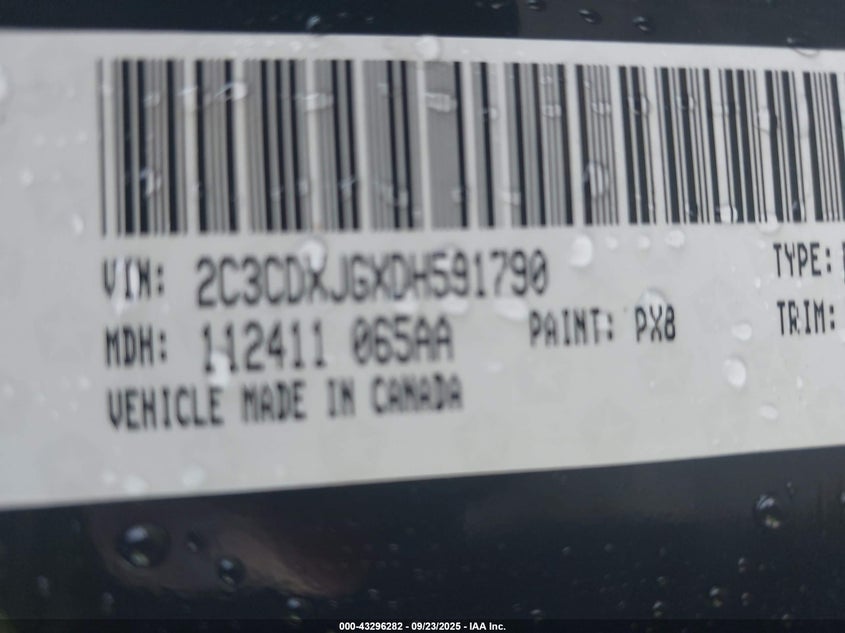 VIN: 2C3CDXJGXDH591790
TYPE:
MDH: 112411 065AA
PAINT: PX8
TRIM:
VEHICLE MADE IN CANADA
000-43296282 - 09/23/2025 - IAA Inc.